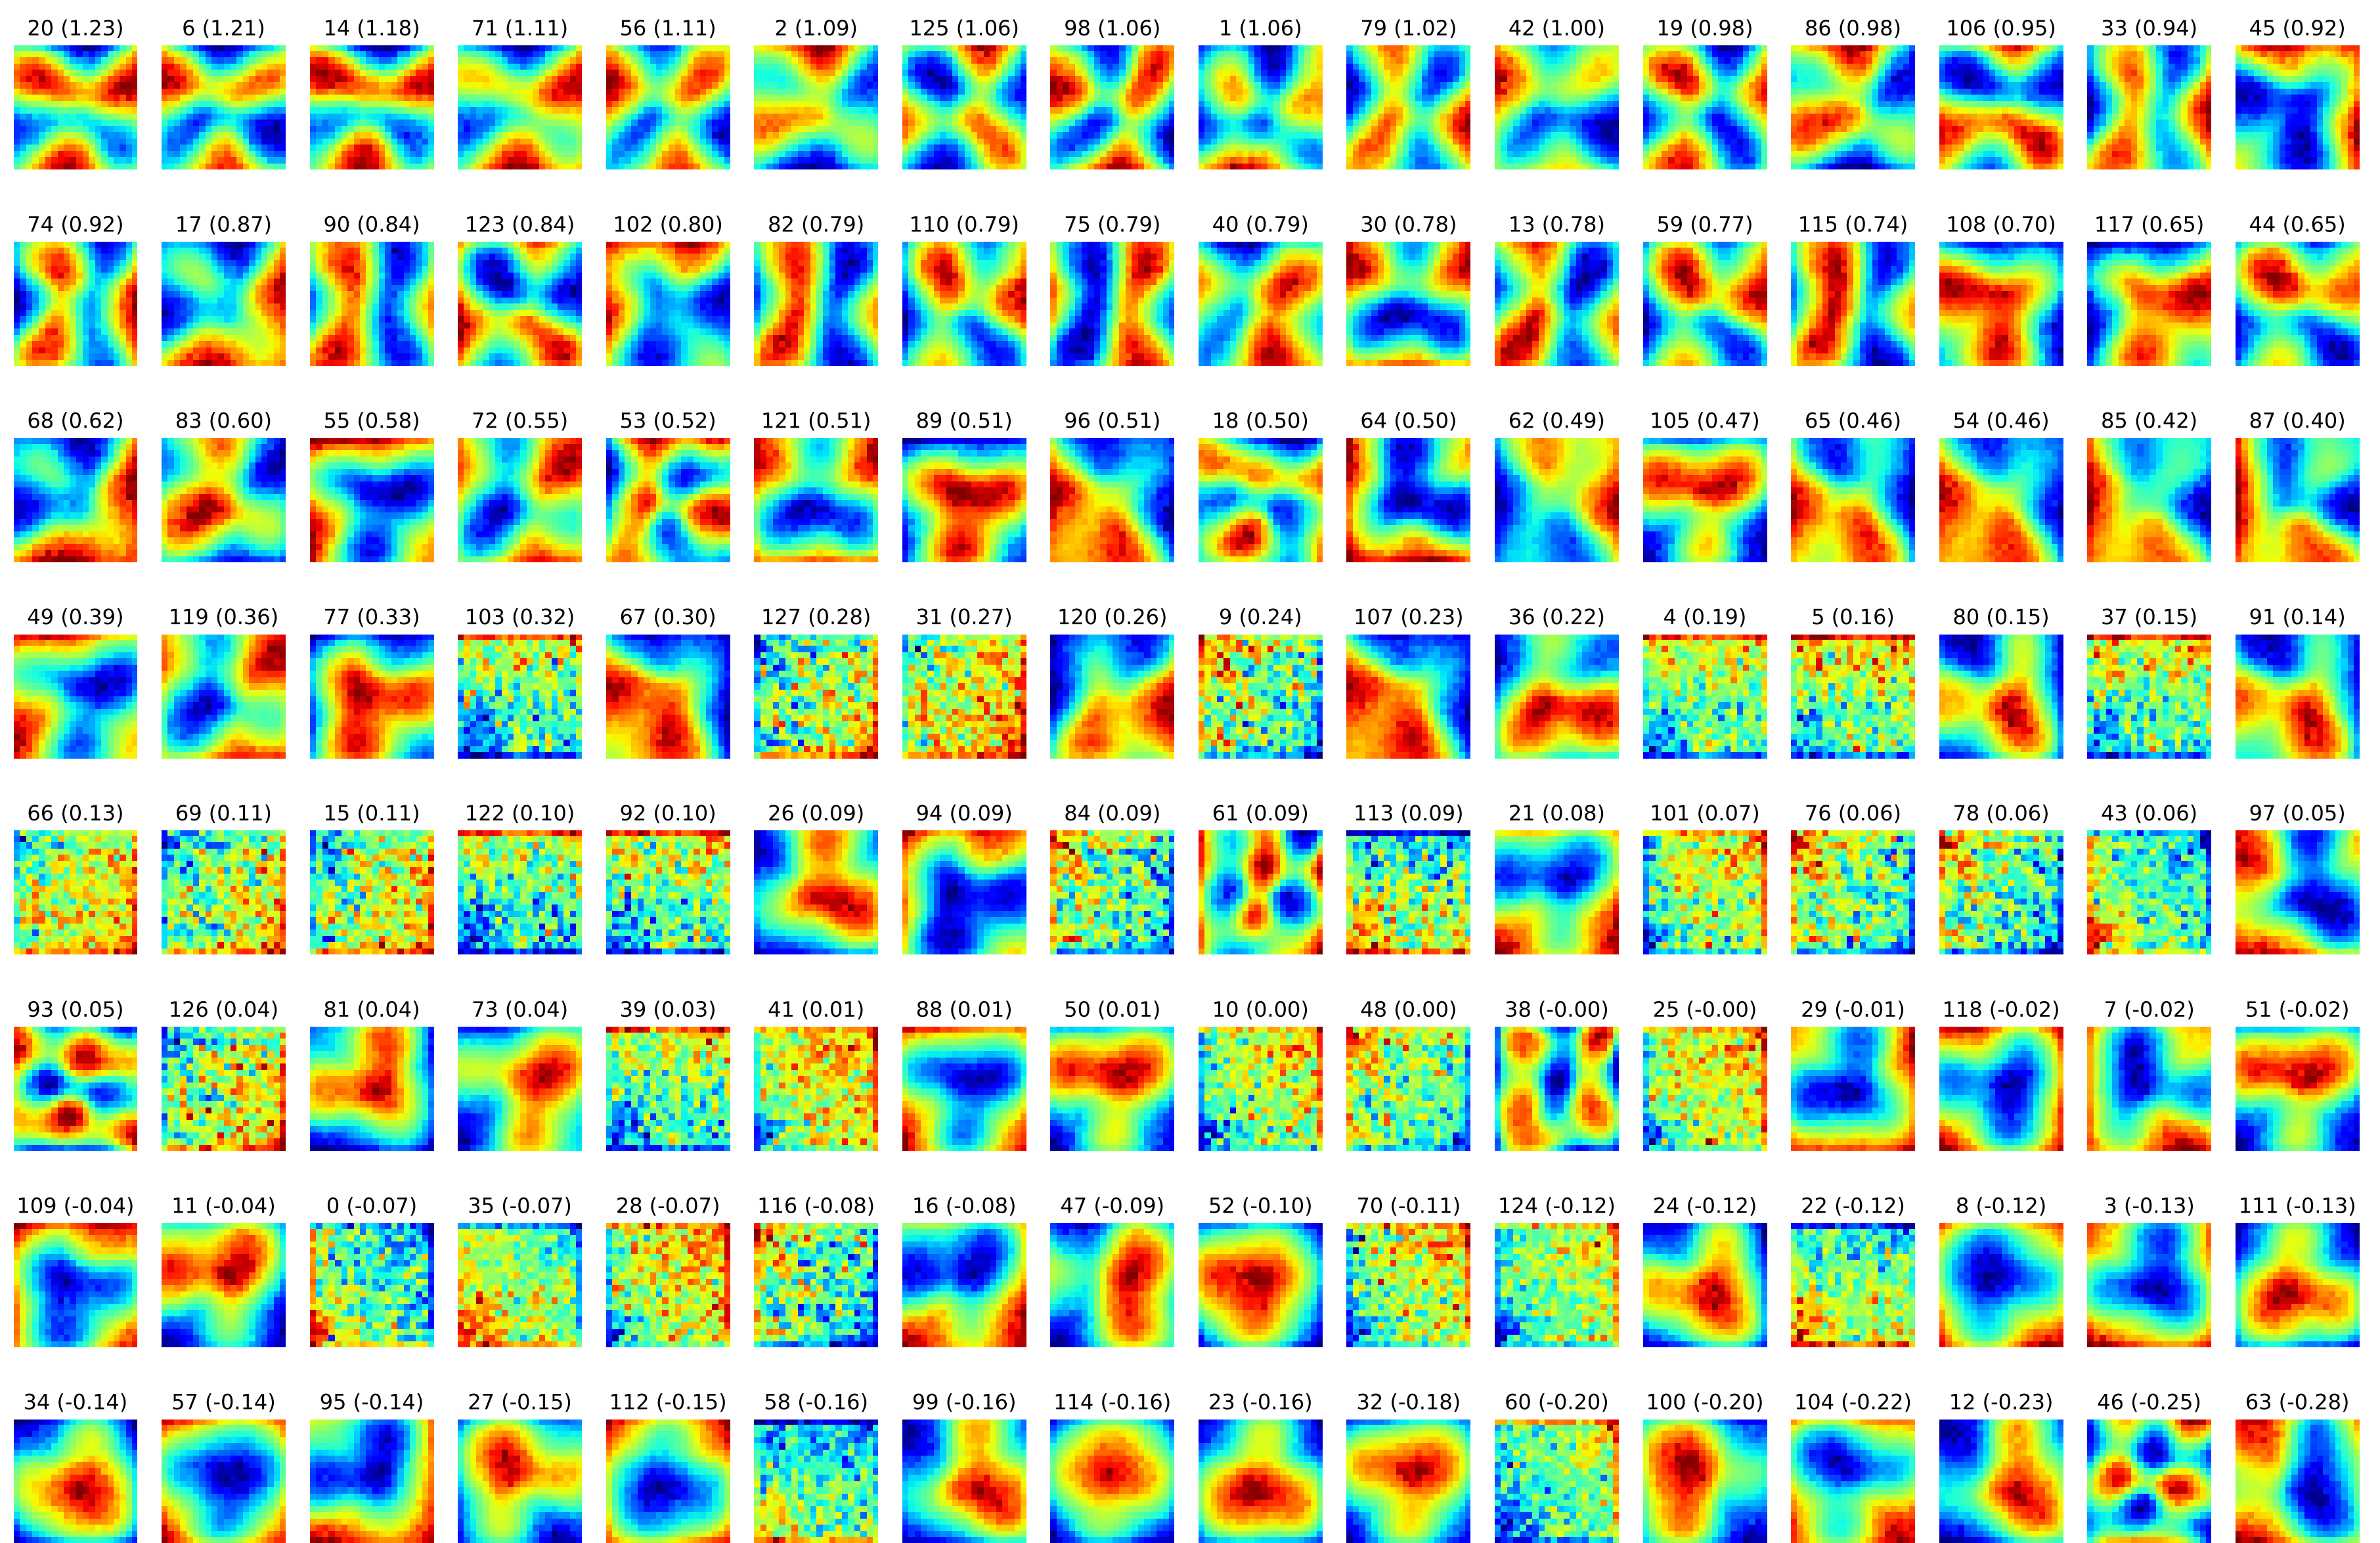 20 (1.23) 6 (1.21) 14 (1.18) 71 (1.11) 56 (1.11) 2 (1.09) 125 (1.06) 98 (1.06) 1 (1.06) 79 (1.02) 42 (1.00) 19 (0.98) 86 (0.98) 106 (0.95) 33 (0.94) 45 (0.92)
74 (0.92) 17 (0.87) 90 (0.84) 123 (0.84) 102 (0.80) 82 (0.79) 110 (0.79) 75 (0.79) 40 (0.79) 30 (0.78) 13 (0.78) 59 (0.77) 115 (0.74) 108 (0.70) 117 (0.65) 44 (0.65)
68 (0.62) 83 (0.60) 55 (0.58) 72 (0.55) 53 (0.52) 121 (0.51) 89 (0.51) 96 (0.51) 18 (0.50) 64 (0.50) 62 (0.49) 105 (0.47) 65 (0.46) 54 (0.46) 85 (0.42) 87 (0.40)
49 (0.39) 119 (0.36) 77 (0.33) 103 (0.32) 67 (0.30) 127 (0.28) 31 (0.27) 120 (0.26) 9 (0.24) 107 (0.23) 36 (0.22) 4 (0.19) 5 (0.16) 80 (0.15) 37 (0.15) 91 (0.14)
66 (0.13) 69 (0.11) 15 (0.11) 122 (0.10) 92 (0.10) 26 (0.09) 94 (0.09) 84 (0.09) 61 (0.09) 113 (0.09) 21 (0.08) 101 (0.07) 76 (0.06) 78 (0.06) 43 (0.06) 97 (0.05)
93 (0.05) 126 (0.04) 81 (0.04) 73 (0.04) 39 (0.03) 41 (0.01) 88 (0.01) 50 (0.01) 10 (0.00) 48 (0.00) 38 (-0.00) 25 (-0.00) 29 (-0.01) 118 (-0.02) 7 (-0.02) 51 (-0.02)
109 (-0.04) 11 (-0.04) 0 (-0.07) 35 (-0.07) 28 (-0.07) 116 (-0.08) 16 (-0.08) 47 (-0.09) 52 (-0.10) 70 (-0.11) 124 (-0.12) 24 (-0.12) 22 (-0.12) 8 (-0.12) 3 (-0.13) 111 (-0.13)
34 (-0.14) 57 (-0.14) 95 (-0.14) 27 (-0.15) 112 (-0.15) 58 (-0.16) 99 (-0.16) 114 (-0.16) 23 (-0.16) 32 (-0.18) 60 (-0.20) 100 (-0.20) 104 (-0.22) 12 (-0.23) 46 (-0.25) 63 (-0.28)